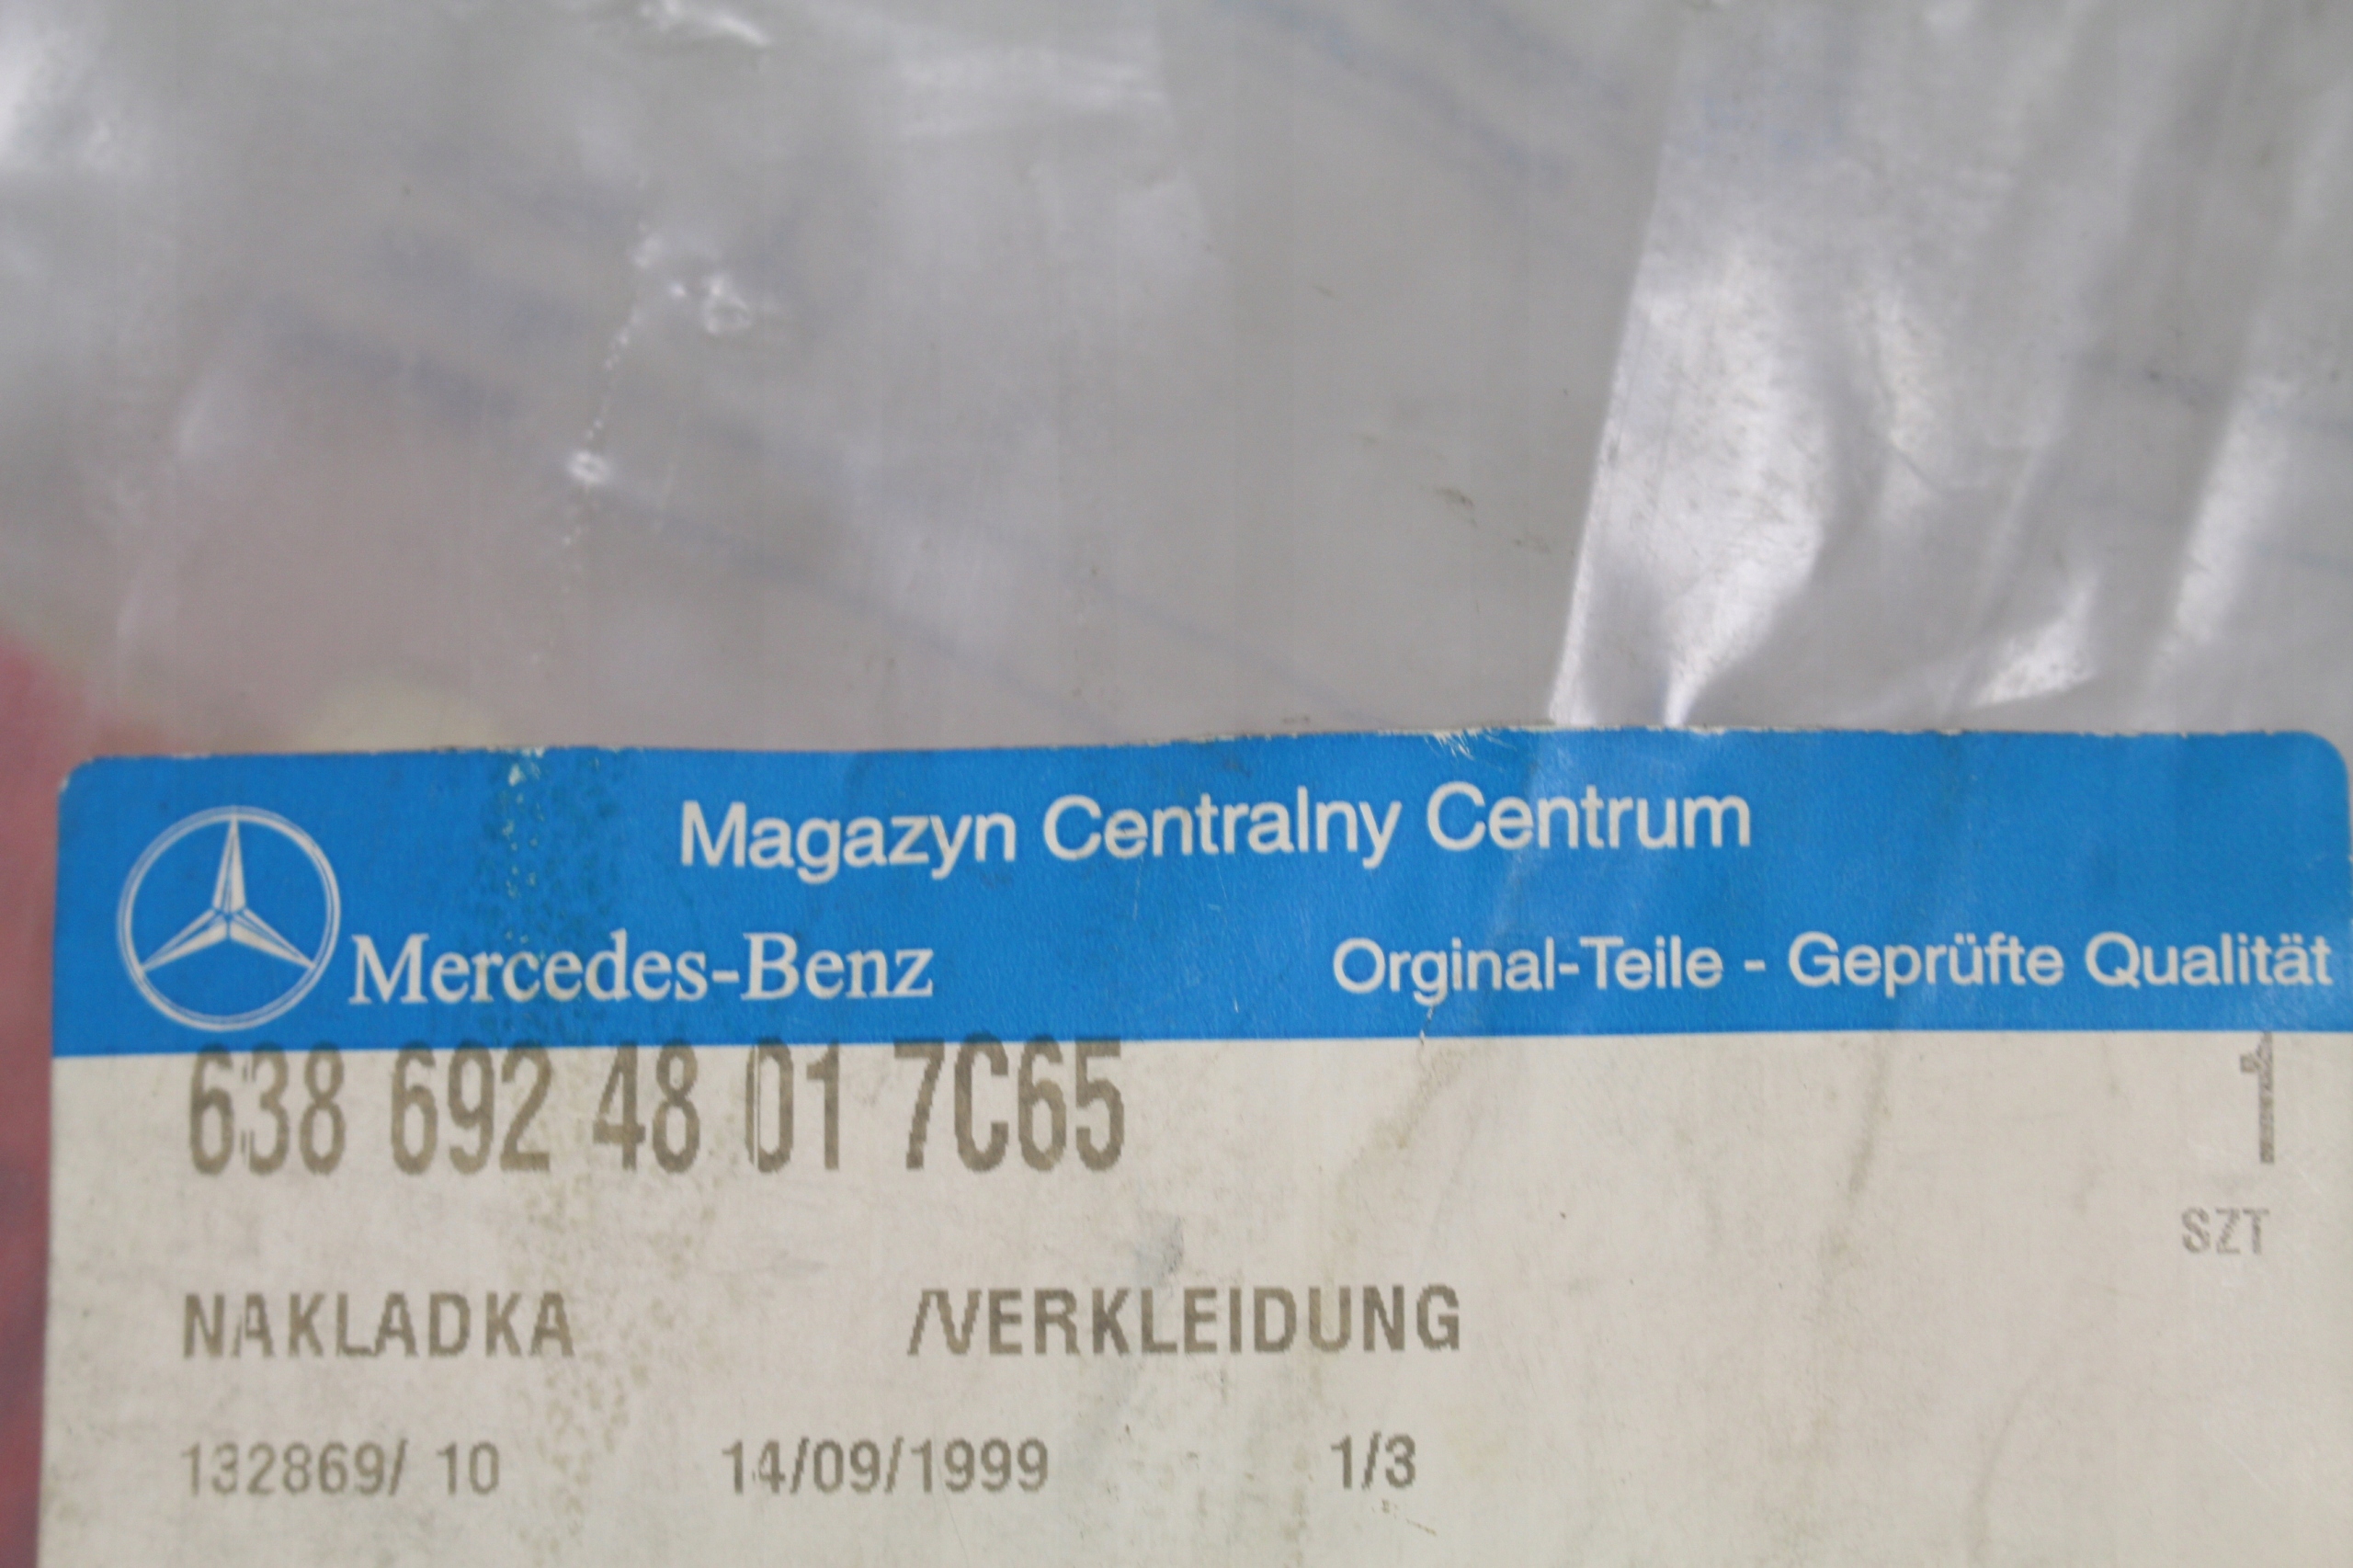 Magazyn Centralny Centrum
Mercedes-Benz
Orginal-Teile - Geprüfte Qualität
638 692 48 01 7C65 1
SZT
NAKLADKA /VERKLEIDUNG
132869/ 10 14/09/1999 1/3